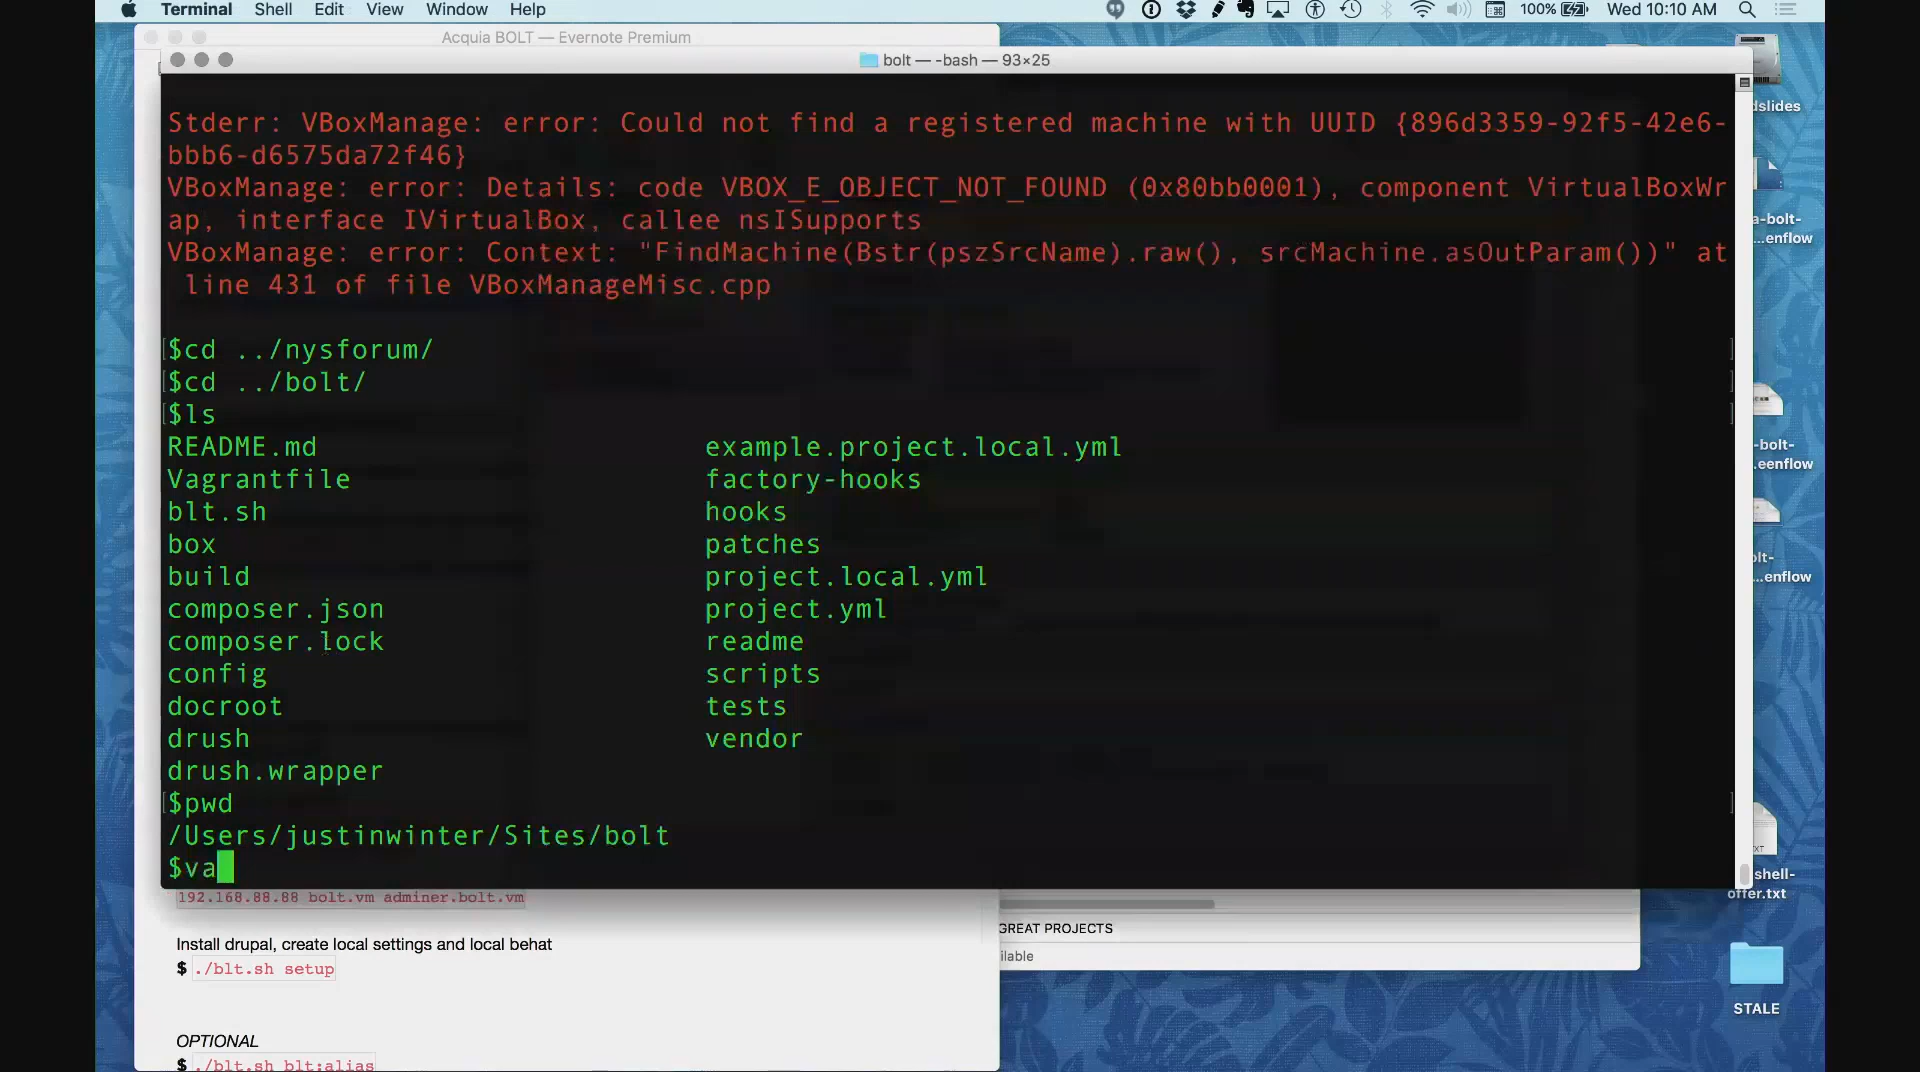 Terminal Shell Edit View Window Help 100% Wed 10:10 AM
Acquia BOLT — Evernote Premium
bolt — -bash — 93×25
Stderr: VBoxManage: error: Could not find a registered machine with UUID {896d3359-92f5-42e6-
bbb6-d6575da72f46}
VBoxManage: error: Details: code VBOX_E_OBJECT_NOT_FOUND (0x80bb0001), component VirtualBoxWr
ap, interface IVirtualBox, callee nsISupports
VBoxManage: error: Context: "FindMachine(Bstr(pszSrcName).raw(), srcMachine.asOutParam())" at
line 431 of file VBoxManageMisc.cpp
$cd ../nysforum/
$cd ../bolt/
$ls
README.md example.project.local.yml
Vagrantfile factory-hooks
blt.sh hooks
box patches
build project.local.yml
composer.json project.yml
composer.lock readme
config scripts
docroot tests
drush vendor
drush.wrapper
$pwd
/Users/justinwinter/Sites/bolt
$va
192.168.88.88 bolt.vm adminer.bolt.vm
Install drupal, create local settings and local behat
$ ./blt.sh setup
OPTIONAL
$ ./blt.sh blt:alias
GREAT PROJECTS
ilable
dslides
a-bolt-
...enflow
-bolt-
...eenflow
olt-
...enflow
shell-
offer.txt
STALE